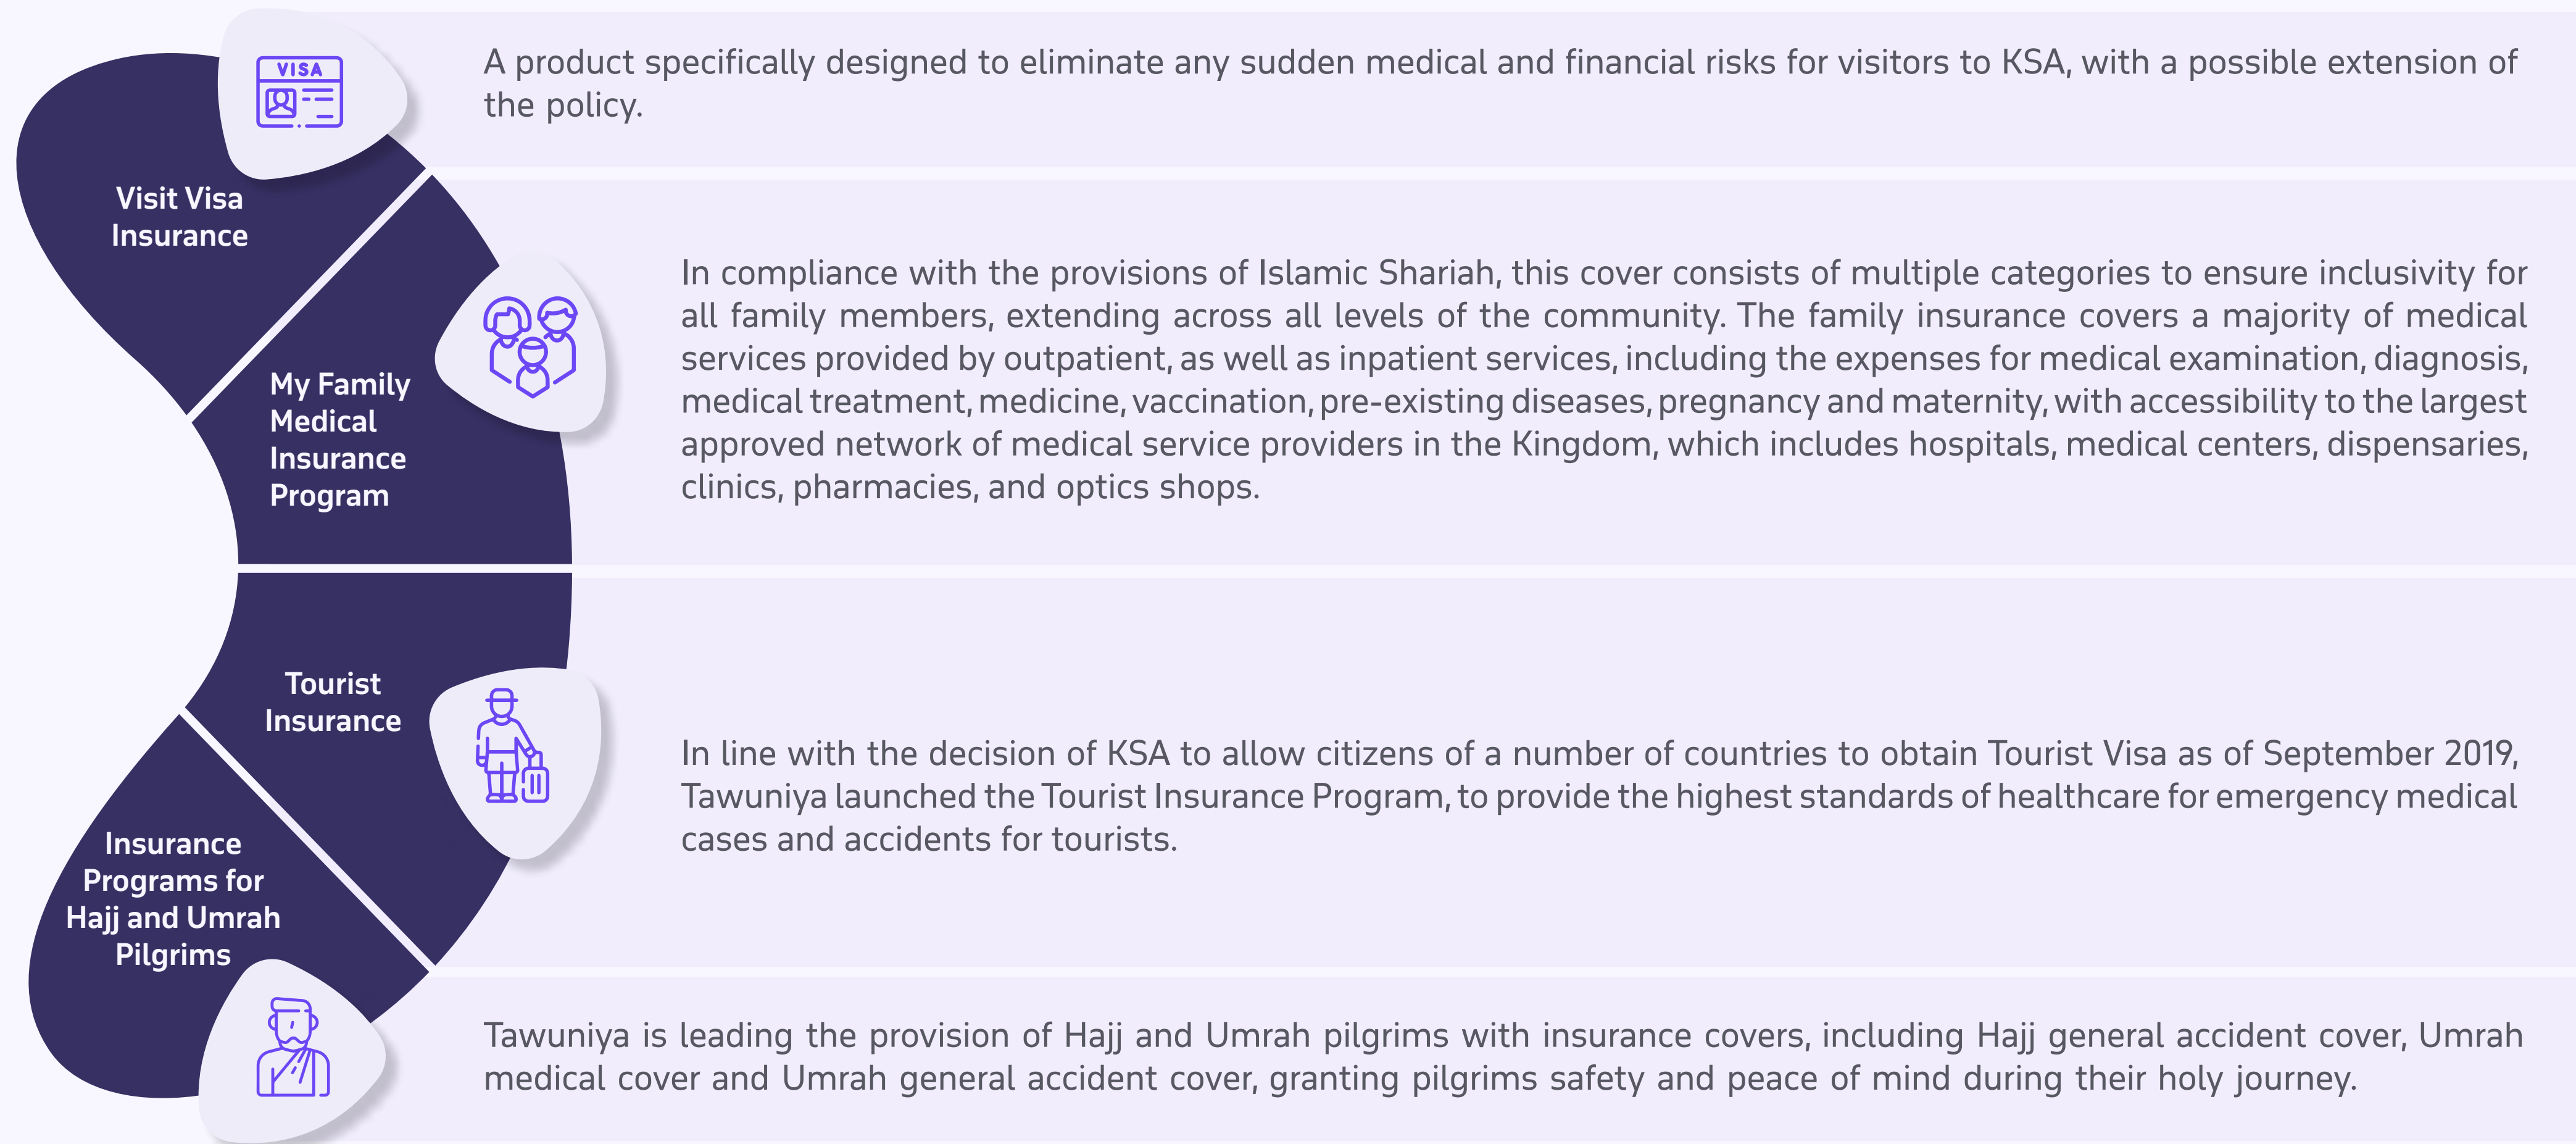 VISA
Visit Visa
Insurance
A product specifically designed to eliminate any sudden medical and financial risks for visitors to KSA, with a possible extension of
the policy.
My Family
Medical
Insurance
Program
In compliance with the provisions of Islamic Shariah, this cover consists of multiple categories to ensure inclusivity for
all family members, extending across all levels of the community. The family insurance covers a majority of medical
services provided by outpatient, as well as inpatient services, including the expenses for medical examination, diagnosis,
medical treatment, medicine, vaccination, pre-existing diseases, pregnancy and maternity, with accessibility to the largest
approved network of medical service providers in the Kingdom, which includes hospitals, medical centers, dispensaries,
clinics, pharmacies, and optics shops.
Tourist
Insurance
In line with the decision of KSA to allow citizens of a number of countries to obtain Tourist Visa as of September 2019,
Tawuniya launched the Tourist Insurance Program, to provide the highest standards of healthcare for emergency medical
cases and accidents for tourists.
Insurance
Programs for
Hajj and Umrah
Pilgrims
Tawuniya is leading the provision of Hajj and Umrah pilgrims with insurance covers, including Hajj general accident cover, Umrah
medical cover and Umrah general accident cover, granting pilgrims safety and peace of mind during their holy journey.